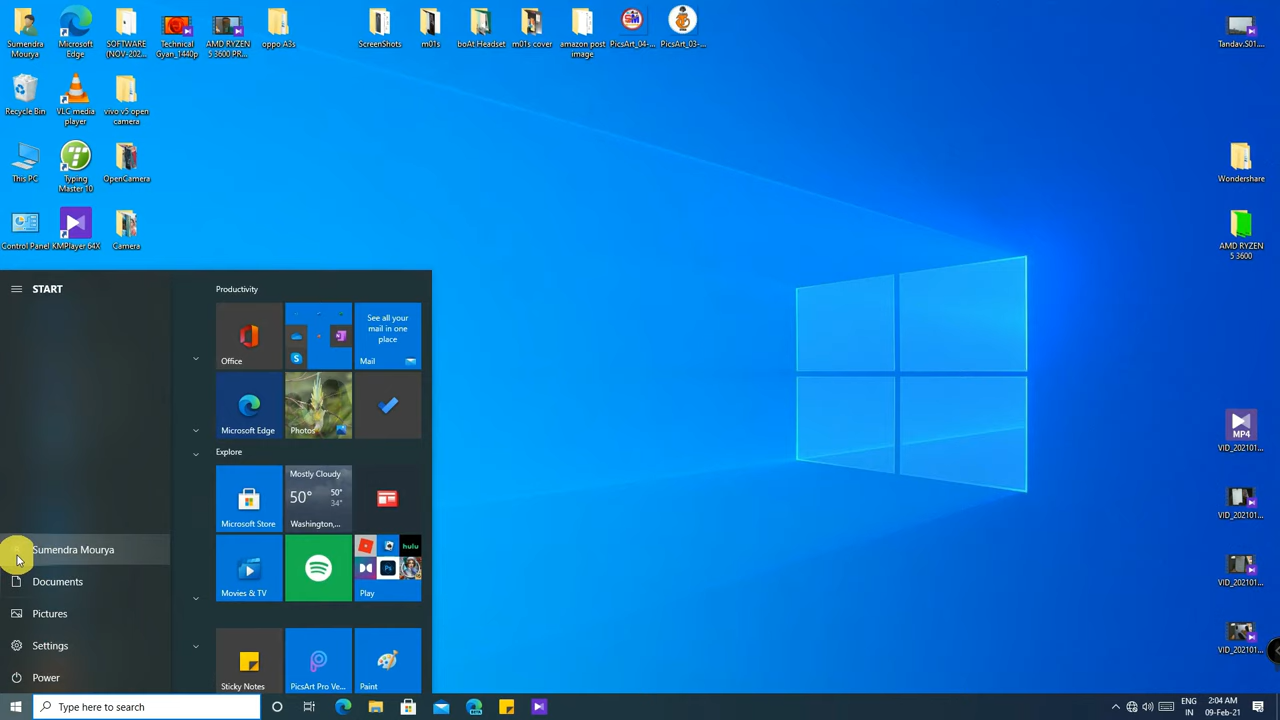 Sumendra
Mourya
Microsoft
Edge
SOFTWARE
(NOV-202...
Technical
Gyan_1440p
AMD RYZEN
5 3600 PR...
oppo A3s
ScreenShots
m01s
boAt Headset
m01s cover
amazon post
image
PicsArt_04-...
PicsArt_03-...
Tandav.S01....
Recycle Bin
VLC media
player
vivo v5 open
camera
This PC
Typing
Master 10
OpenCamera
Wondershare
Control Panel
KMPlayer 64X
Camera
AMD RYZEN
5 3600
START
Productivity
Office
See all your
mail in one
place
Mail
Microsoft Edge
Photos
Explore
Microsoft Store
Mostly Cloudy
50°
50°
34°
Washington,...
MP4
VID_202101...
VID_202101...
Sumendra Mourya
Documents
Pictures
Settings
Power
Movies & TV
hulu
Ps
Play
VID_202101...
VID_202101...
Sticky Notes
PicsArt Pro Ve...
Paint
Type here to search
ENG
IN
2:04 AM
09-Feb-21